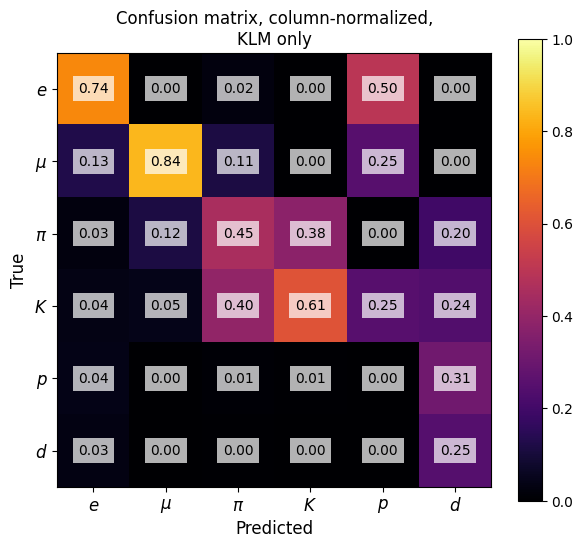 Confusion matrix, column-normalized,
KLM only
e 0.74 0.00 0.02 0.00 0.50 0.00
μ 0.13 0.84 0.11 0.00 0.25 0.00
π 0.03 0.12 0.45 0.38 0.00 0.20
K 0.04 0.05 0.40 0.61 0.25 0.24
p 0.04 0.00 0.01 0.01 0.00 0.31
d 0.03 0.00 0.00 0.00 0.00 0.25
e μ π K p d
Predicted
True
1.0
0.8
0.6
0.4
0.2
0.0